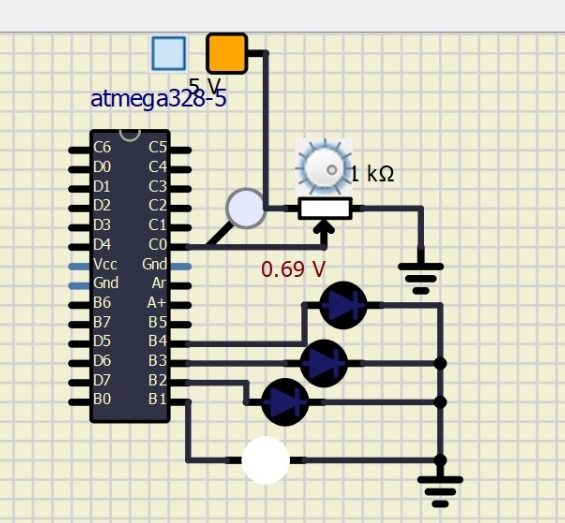 5 V
atmega328-5
C6 C5
D0 C4
D1 C3
D2 C2
D3 C1
D4 C0
Vcc Gnd
Gnd Ar
B6 A+
B7 B5
D5 B4
D6 B3
D7 B2
B0 B1
1 kΩ
0.69 V